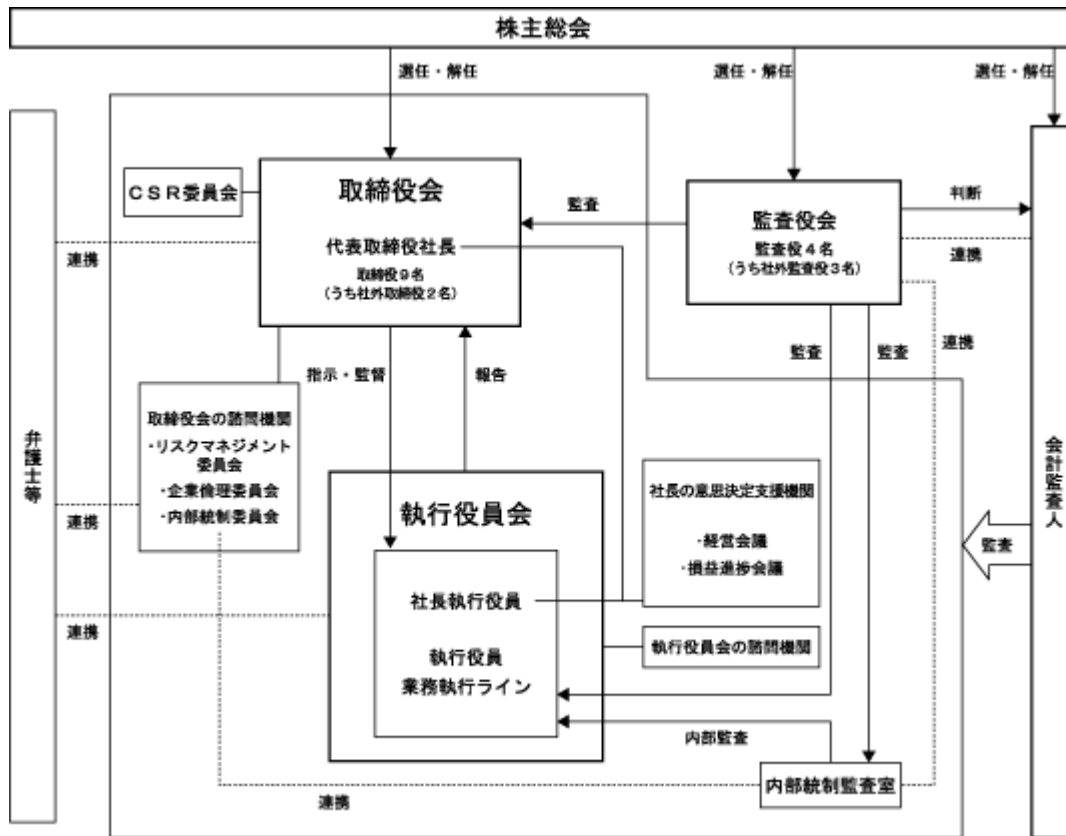 株主総会
選任・解任
選任・解任
選任・解任
CSR委員会
取締役会
代表取締役社長
取締役9名
(うち社外取締役2名)
監査
監査役会
監査役4名
(うち社外監査役3名)
判断
連携
連携
連携
監査
監査
指示・監督
報告
取締役会の諮問機関
・リスクマネジメント
委員会
・企業倫理委員会
・内部統制委員会
弁護士等
会計監査人
執行役員会
社長執行役員
執行役員
業務執行ライン
社長の意思決定支援機関
・経営会議
・損益進捗会議
監査
連携
連携
執行役員会の諮問機関
内部監査
内部統制監査室
連携